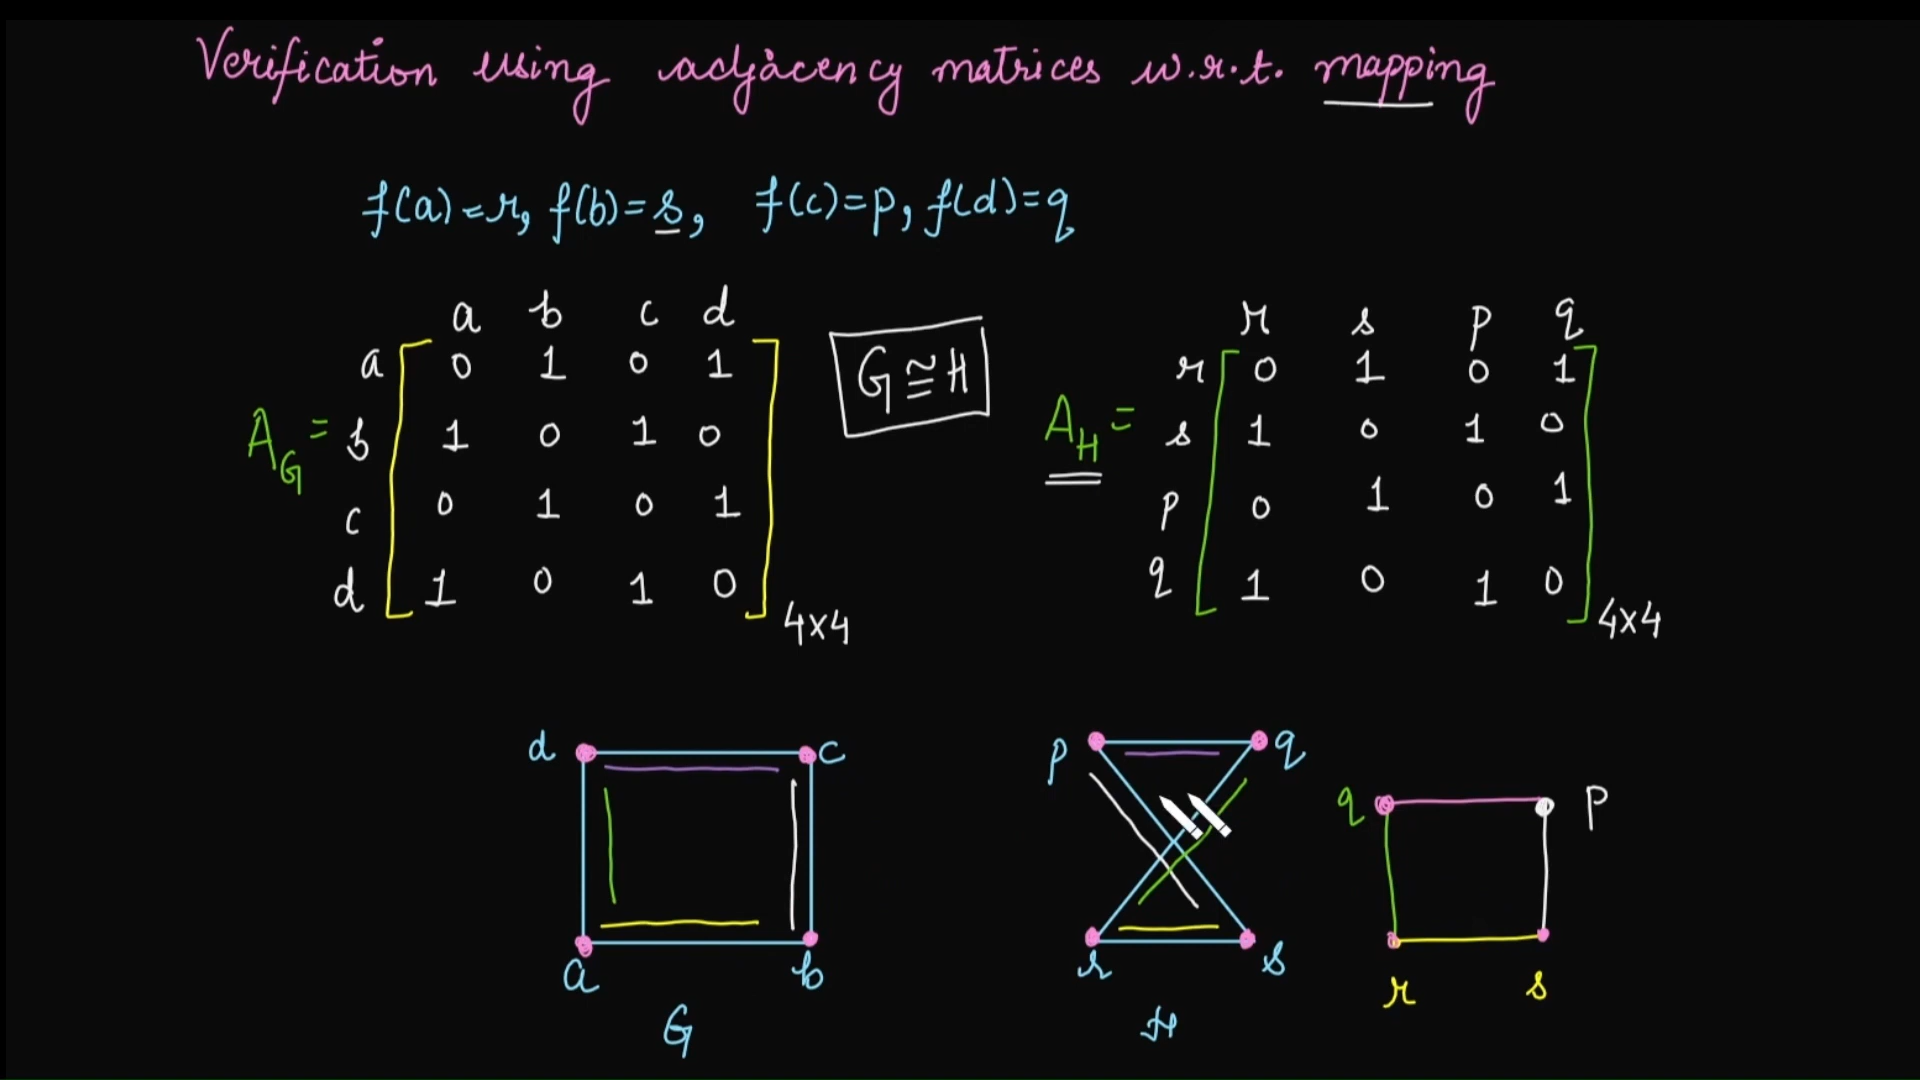 Verification using adjacency matrices w.r.t. mapping
f(a)=r, f(b)=s, f(c)=p, f(d)=q
a b c d
a 0 1 0 1
A_G = b 1 0 1 0
c 0 1 0 1
d 1 0 1 0
4x4
G≅H
r s p q
r 0 1 0 1
A_H = s 1 0 1 0
p 0 1 0 1
q 1 0 1 0
4x4
d c
a b
G
p q
r s
H
q p
r s